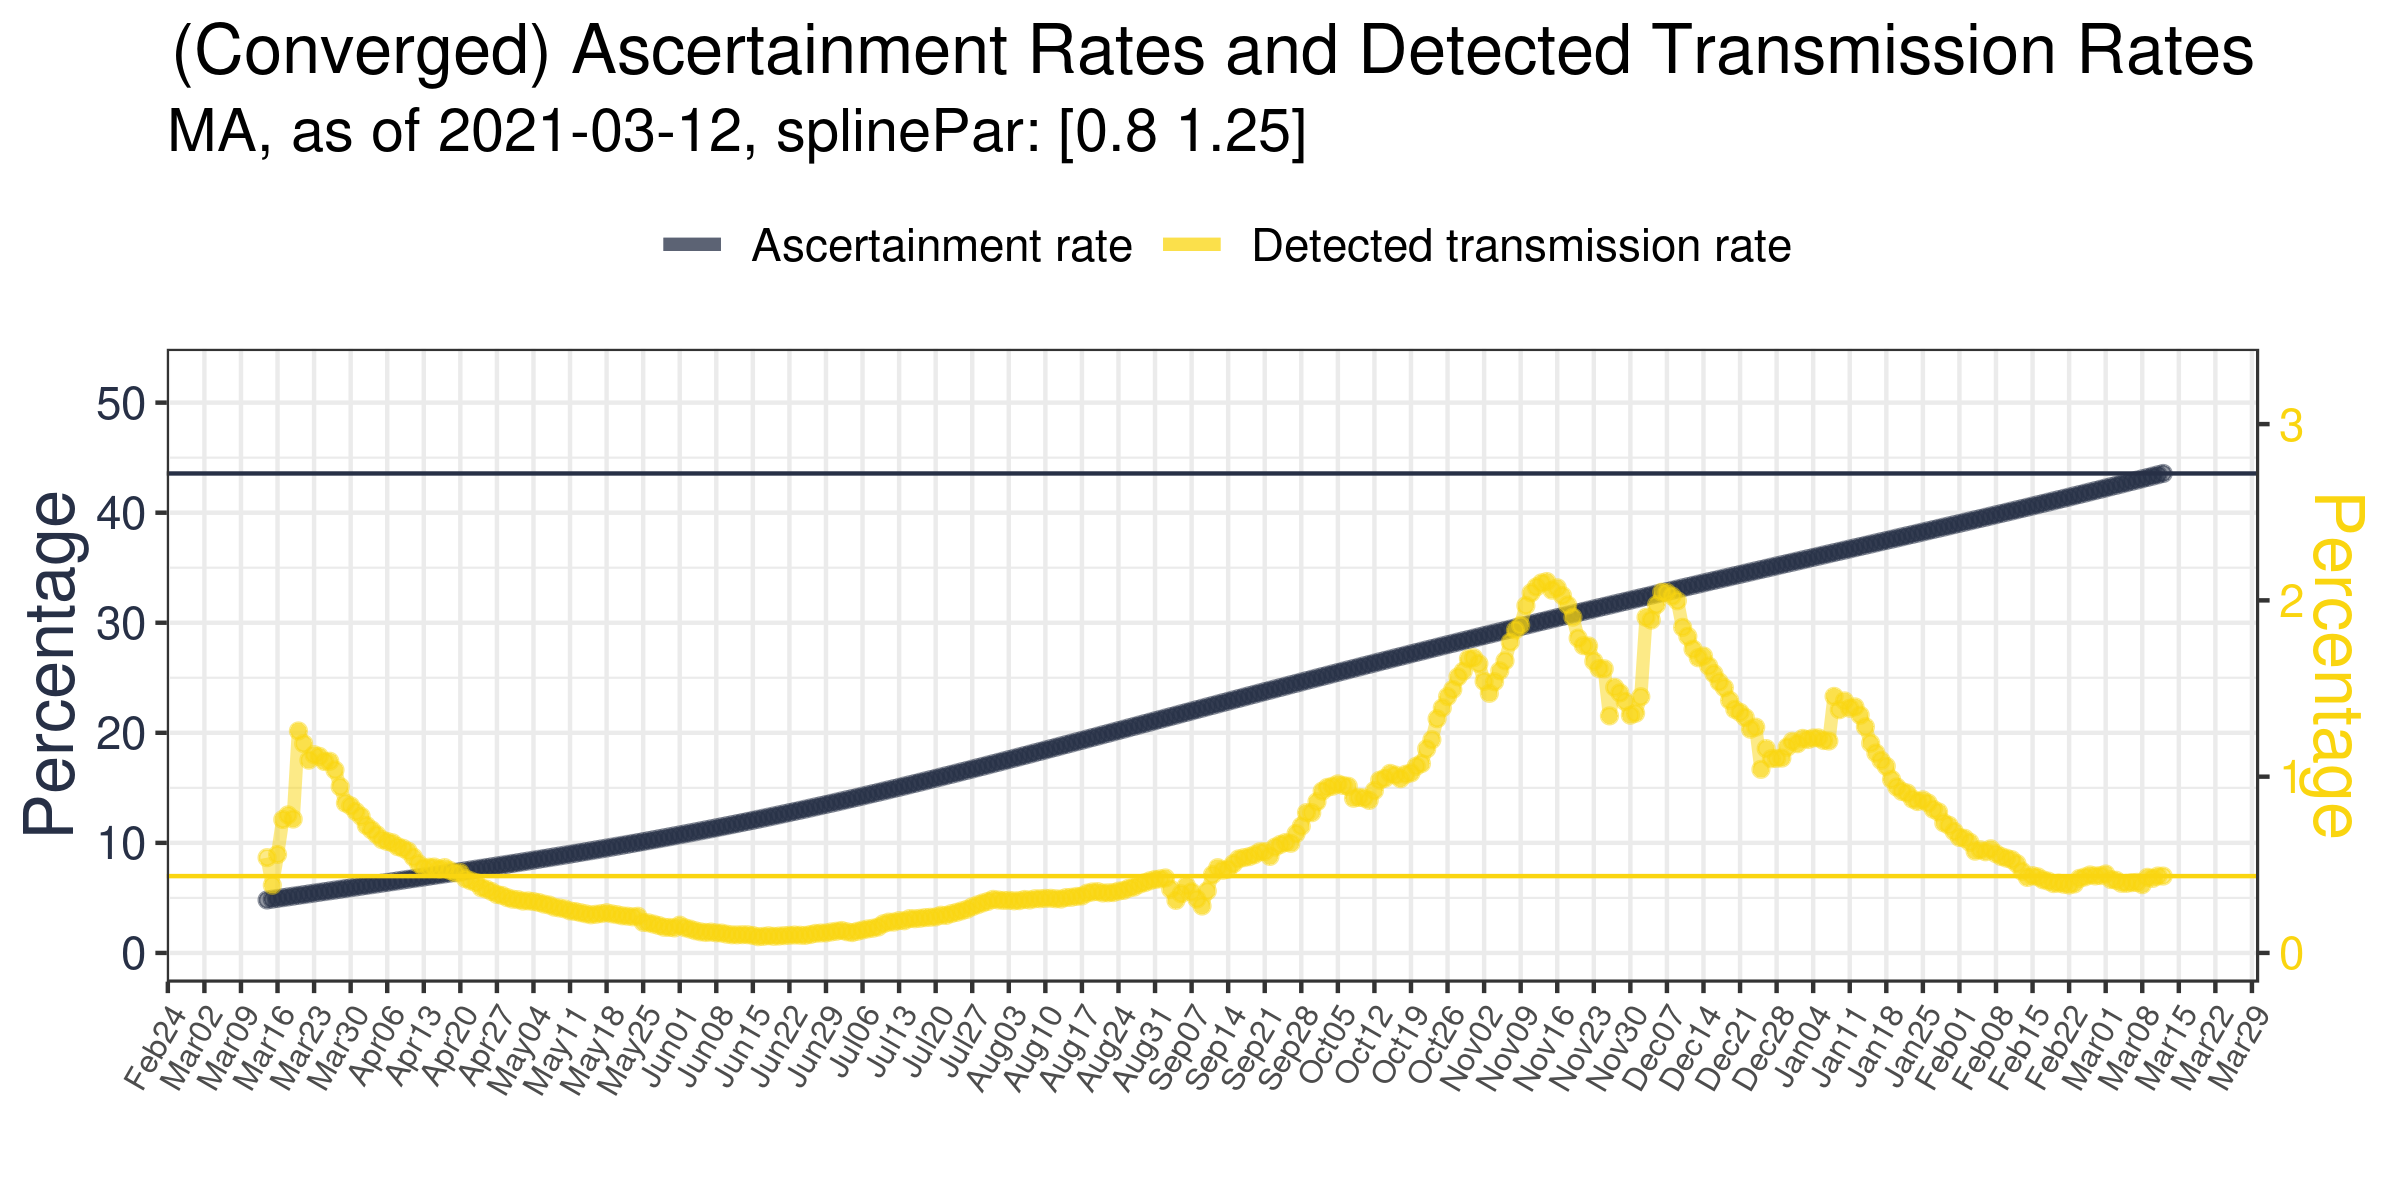 (Converged) Ascertainment Rates and Detected Transmission Rates
MA, as of 2021-03-12, splinePar: [0.8 1.25]
Ascertainment rate
Detected transmission rate
Percentage
50
40
30
20
10
0
3
2
1
0
Percentage
Feb24
Mar02
Mar09
Mar16
Mar23
Mar30
Apr06
Apr13
Apr20
Apr27
May04
May11
May18
May25
Jun01
Jun08
Jun15
Jun22
Jun29
Jul06
Jul13
Jul20
Jul27
Aug03
Aug10
Aug17
Aug24
Aug31
Sep07
Sep14
Sep21
Sep28
Oct05
Oct12
Oct19
Oct26
Nov02
Nov09
Nov16
Nov23
Nov30
Dec07
Dec14
Dec21
Dec28
Jan04
Jan11
Jan18
Jan25
Feb01
Feb08
Feb15
Feb22
Mar01
Mar08
Mar15
Mar22
Mar29